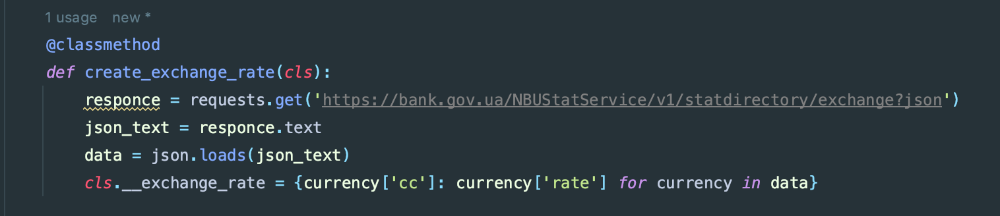 1 usage new *
@classmethod
def create_exchange_rate(cls):
responce = requests.get('https://bank.gov.ua/NBUStatService/v1/statdirectory/exchange?json')
json_text = responce.text
data = json.loads(json_text)
cls.__exchange_rate = {currency['cc']: currency['rate'] for currency in data}